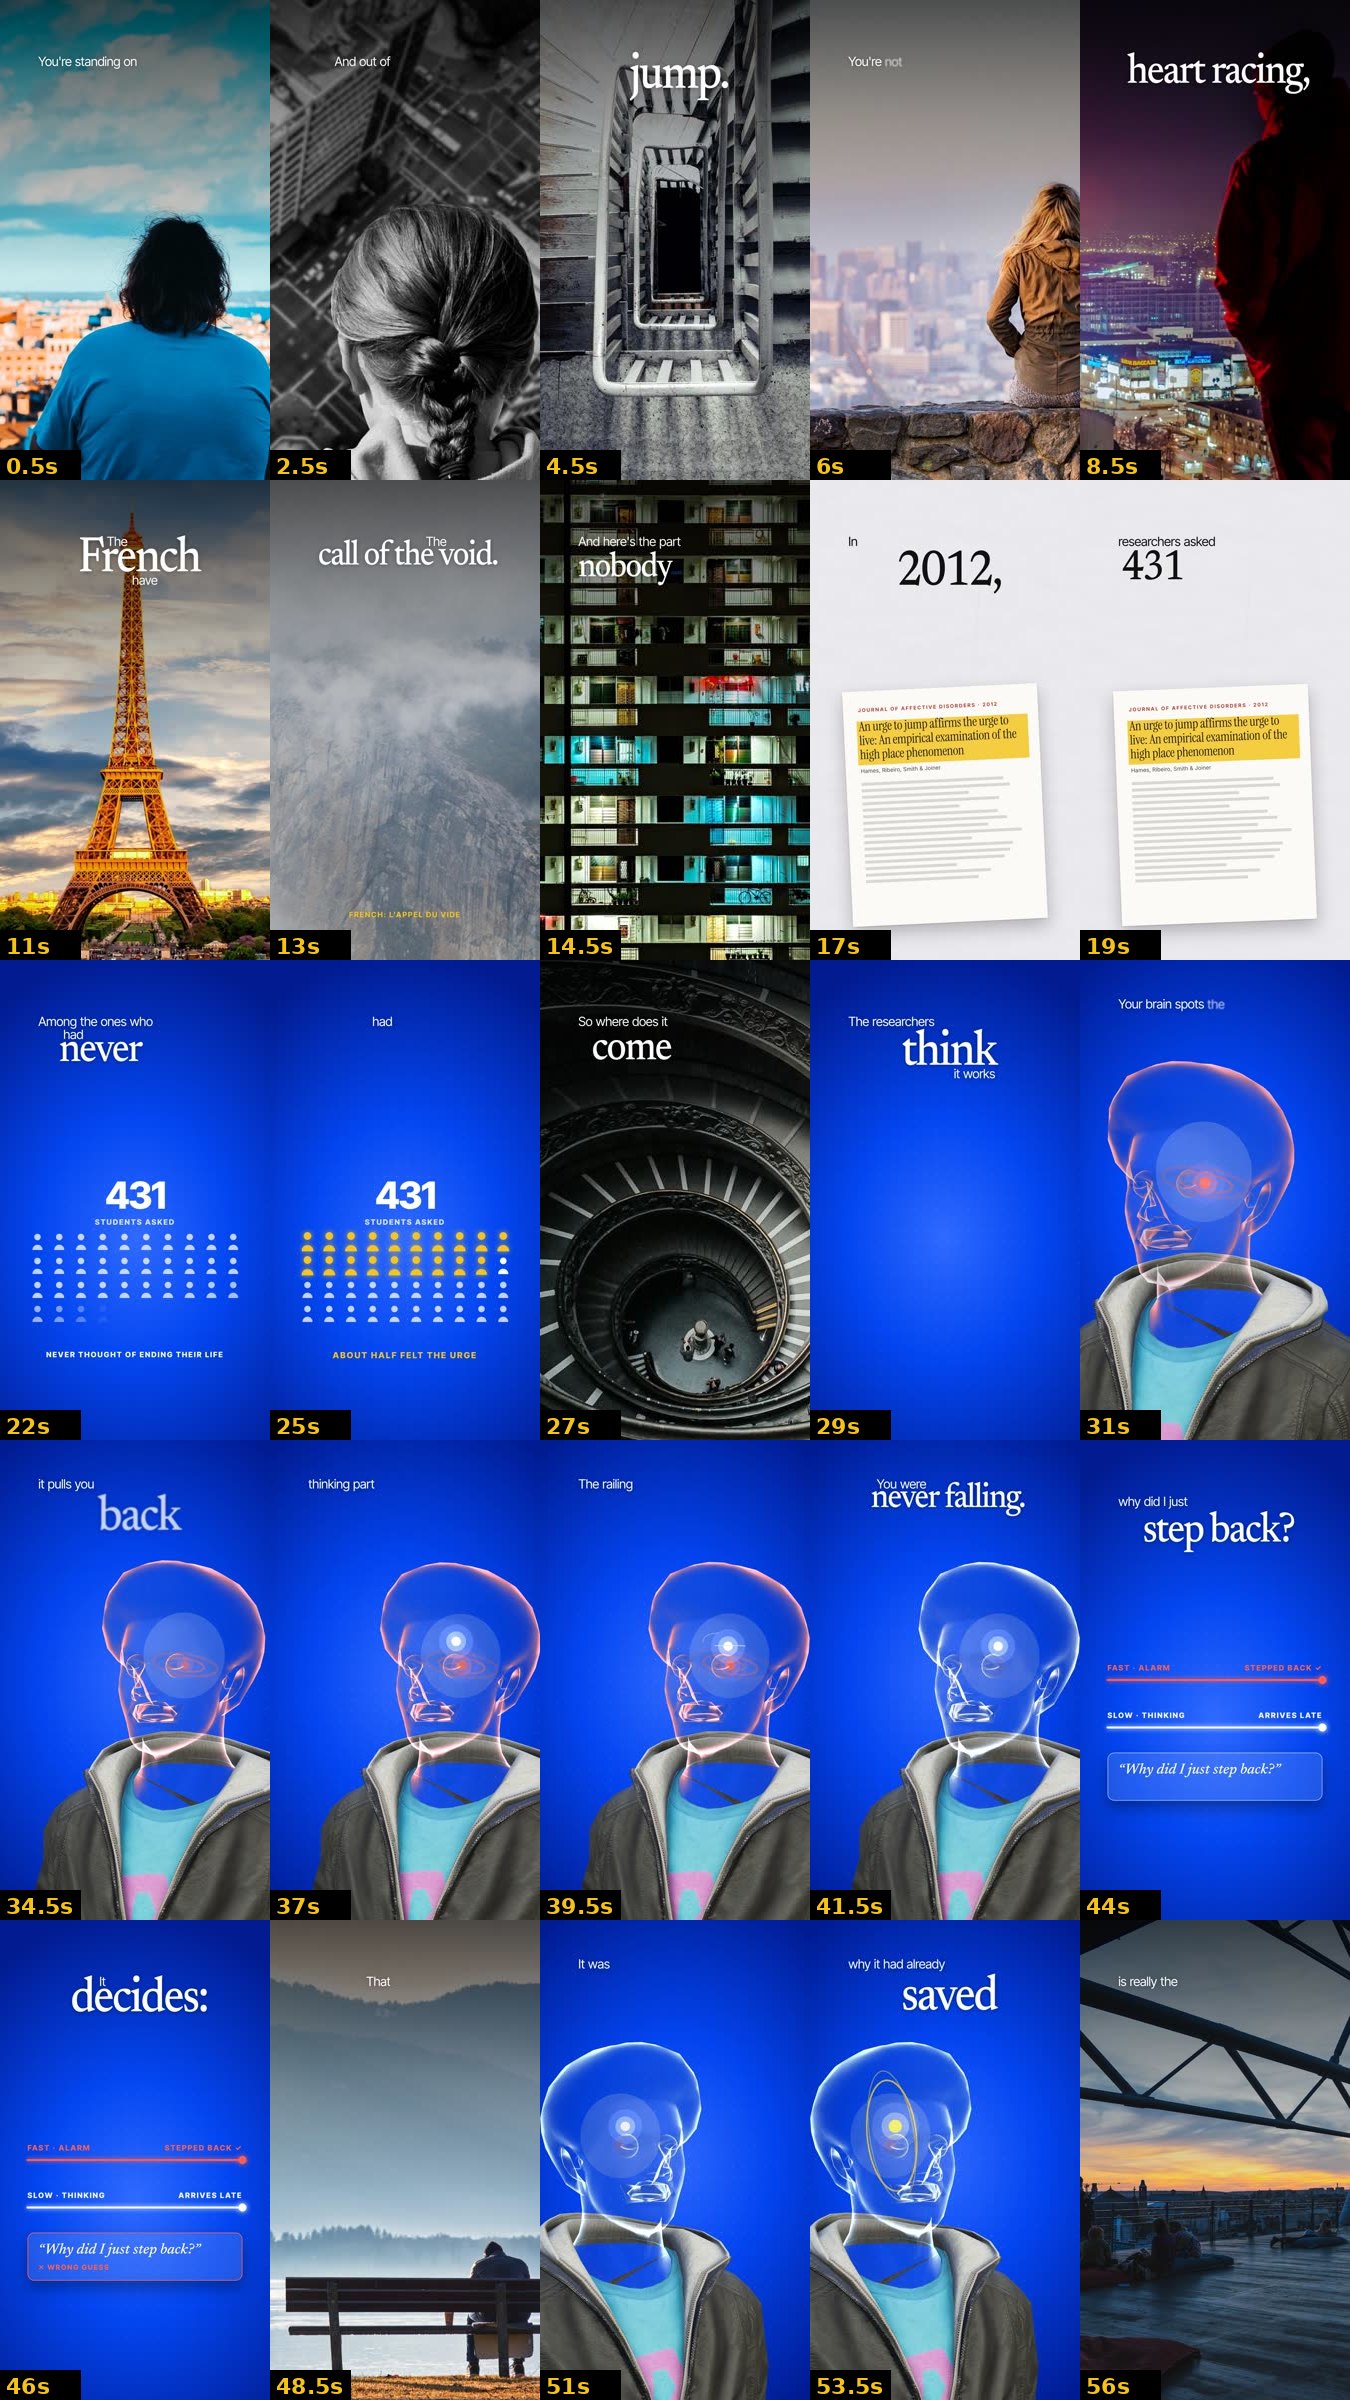 You're standing on
0.5s
And out of
2.5s
jump.
4.5s
You're not
6s
heart racing,
8.5s
The
French
have
11s
The
call of the void.
FRENCH: L'APPEL DU VIDE
13s
And here's the part
nobody
14.5s
In
2012,
JOURNAL OF AFFECTIVE DISORDERS · 2012
An urge to jump affirms the urge to
live: An empirical examination of the
high place phenomenon
Hames, Ribeiro, Smith & Joiner
17s
researchers asked
431
JOURNAL OF AFFECTIVE DISORDERS · 2012
An urge to jump affirms the urge to
live: An empirical examination of the
high place phenomenon
Hames, Ribeiro, Smith & Joiner
19s
Among the ones who
had
never
431
STUDENTS ASKED
NEVER THOUGHT OF ENDING THEIR LIFE
22s
had
431
STUDENTS ASKED
ABOUT HALF FELT THE URGE
25s
So where does it
come
27s
The researchers
think
it works
29s
Your brain spots the
31s
it pulls you
back
34.5s
thinking part
37s
The railing
39.5s
You were
never falling.
41.5s
why did I just
step back?
FAST · ALARM STEPPED BACK ✓
SLOW · THINKING ARRIVES LATE
“Why did I just step back?”
44s
It
decides:
FAST · ALARM STEPPED BACK ✓
SLOW · THINKING ARRIVES LATE
“Why did I just step back?”
× WRONG GUESS
46s
That
48.5s
It was
51s
why it had already
saved
53.5s
is really the
56s